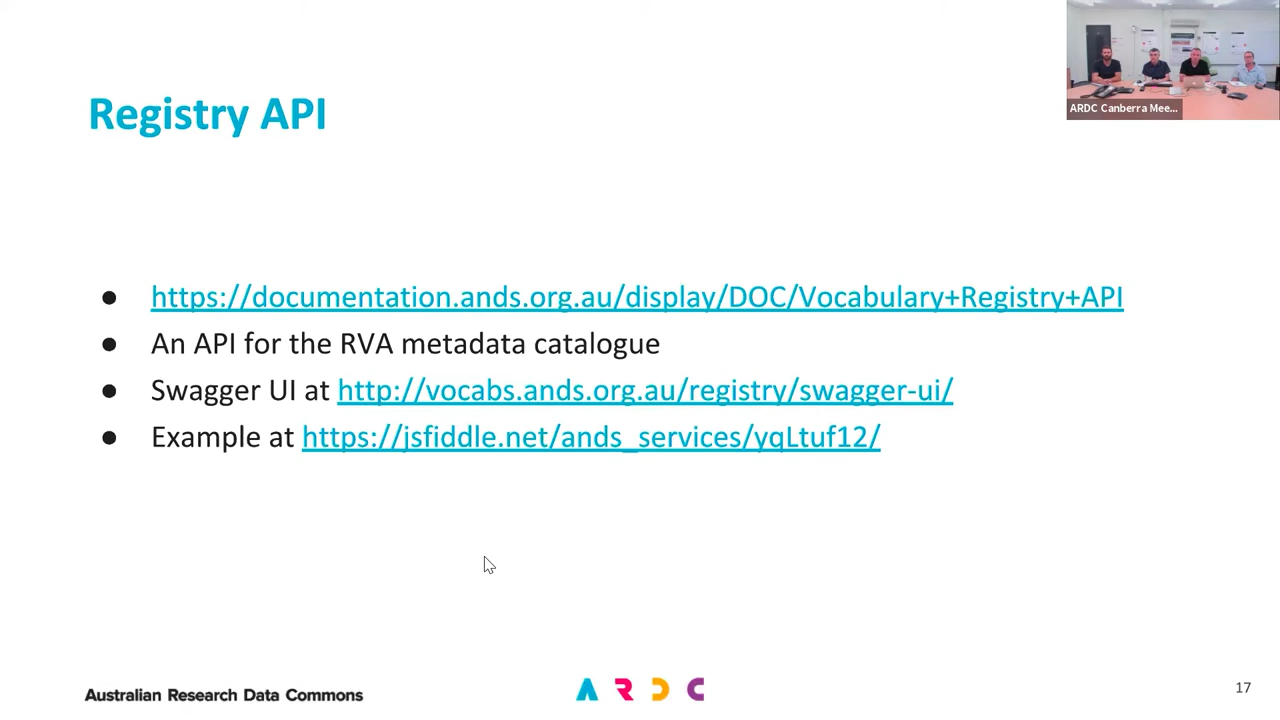 ARDC Canberra Mee...
Registry API
● https://documentation.ands.org.au/display/DOC/Vocabulary+Registry+API
● An API for the RVA metadata catalogue
● Swagger UI at http://vocabs.ands.org.au/registry/swagger-ui/
● Example at https://jsfiddle.net/ands_services/yqLtuf12/
Australian Research Data Commons
ARDC
17